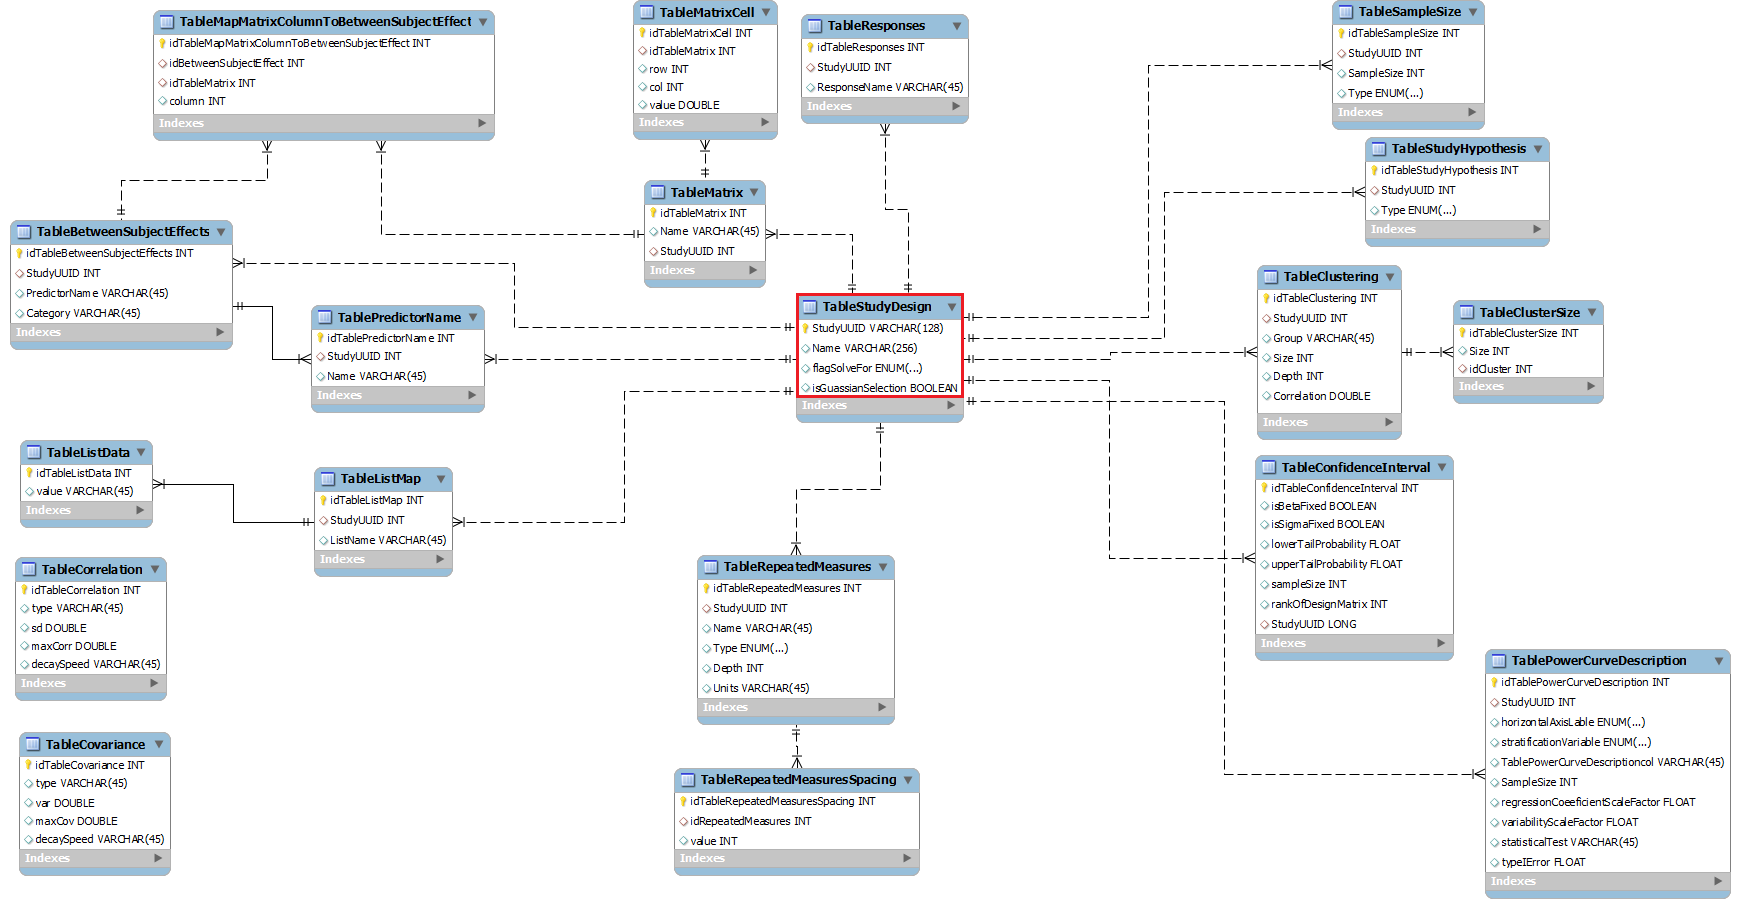 TableMapMatrixColumnToBetweenSubjectEffect
idTableMapMatrixColumnToBetweenSubjectEffect INT
idBetweenSubjectEffect INT
idTableMatrix INT
column INT
Indexes
TableMatrixCell
idTableMatrixCell INT
idTableMatrix INT
row INT
col INT
value DOUBLE
Indexes
TableResponses
idTableResponses INT
StudyUUID INT
ResponseName VARCHAR(45)
Indexes
TableSampleSize
idTableSampleSize INT
StudyUUID INT
SampleSize INT
Type ENUM(...)
Indexes
TableStudyHypothesis
idTableStudyHypothesis INT
StudyUUID INT
Type ENUM(...)
Indexes
TableMatrix
idTableMatrix INT
Name VARCHAR(45)
StudyUUID INT
Indexes
TableBetweenSubjectEffects
idTableBetweenSubjectEffects INT
StudyUUID INT
PredictorName VARCHAR(45)
Category VARCHAR(45)
Indexes
TablePredictorName
idTablePredictorName INT
StudyUUID INT
Name VARCHAR(45)
Indexes
TableStudyDesign
StudyUUID VARCHAR(128)
Name VARCHAR(256)
flagSolveFor ENUM(...)
isGuassianSelection BOOLEAN
Indexes
TableClustering
idTableClustering INT
StudyUUID INT
Group VARCHAR(45)
Size INT
Depth INT
Correlation DOUBLE
Indexes
TableClusterSize
idTableClusterSize INT
Size INT
idCluster INT
Indexes
TableListData
idTableListData INT
value VARCHAR(45)
Indexes
TableListMap
idTableListMap INT
StudyUUID INT
ListName VARCHAR(45)
Indexes
TableConfidenceInterval
idTableConfidenceInterval INT
isBetaFixed BOOLEAN
isSigmaFixed BOOLEAN
lowerTailProbability FLOAT
upperTailProbability FLOAT
sampleSize INT
rankOfDesignMatrix INT
StudyUUID LONG
Indexes
TableCorrelation
idTableCorrelation INT
type VARCHAR(45)
sd DOUBLE
maxCorr DOUBLE
decaySpeed VARCHAR(45)
Indexes
TableRepeatedMeasures
idTableRepeatedMeasures INT
StudyUUID INT
Name VARCHAR(45)
Type ENUM(...)
Depth INT
Units VARCHAR(45)
Indexes
TablePowerCurveDescription
idTablePowerCurveDescription INT
StudyUUID INT
horizontalAxisLable ENUM(...)
stratificationVariable ENUM(...)
TablePowerCurveDescriptioncol VARCHAR(45)
SampleSize INT
regressionCoeeficientScaleFactor FLOAT
variabilityScaleFactor FLOAT
statisticalTest VARCHAR(45)
typeIError FLOAT
Indexes
TableCovariance
idTableCovariance INT
type VARCHAR(45)
var DOUBLE
maxCov DOUBLE
decaySpeed VARCHAR(45)
Indexes
TableRepeatedMeasuresSpacing
idTableRepeatedMeasuresSpacing INT
idRepeatedMeasures INT
value INT
Indexes